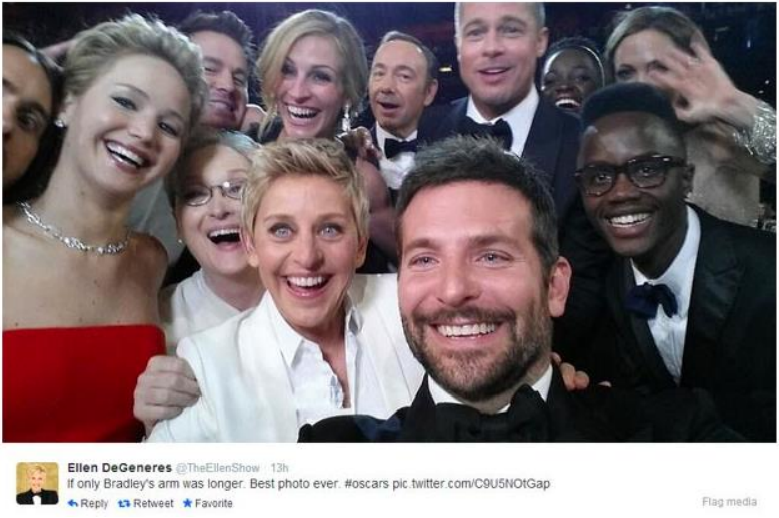 Ellen DeGeneres @TheEllenShow 13h
If only Bradley's arm was longer. Best photo ever. #oscars pic.twitter.com/C9U5NOtGap
Reply Retweet Favorite Flag media